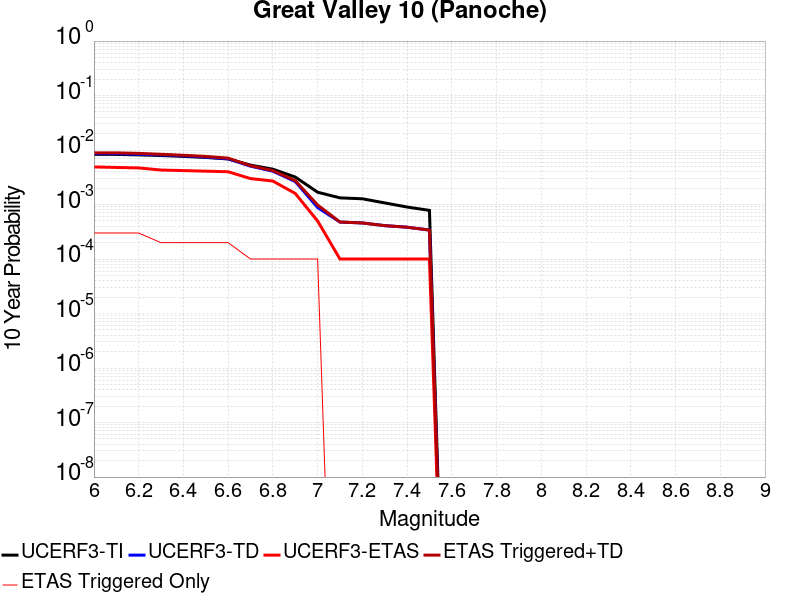 Great Valley 10 (Panoche)
10^0
10^-1
10^-2
10^-3
10^-4
10^-5
10^-6
10^-7
10^-8
10 Year Probability
6 6.2 6.4 6.6 6.8 7 7.2 7.4 7.6 7.8 8 8.2 8.4 8.6 8.8 9
Magnitude
UCERF3-TI UCERF3-TD UCERF3-ETAS ETAS Triggered+TD
ETAS Triggered Only